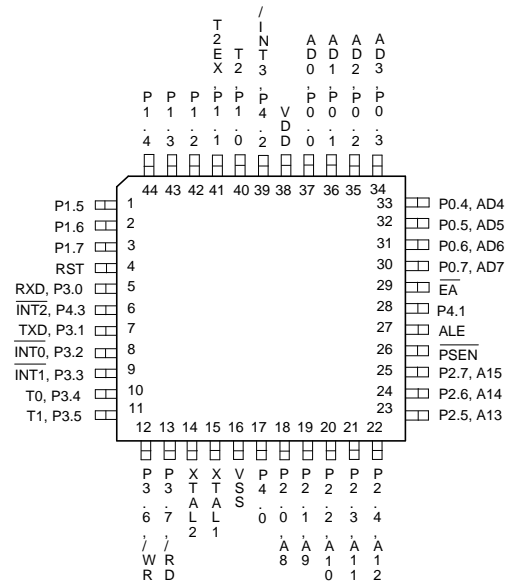 P1.4
P1.3
P1.2
T2EX, P1.1
T2, P1.0
/INT3, P4.2
VDD
AD0, P0.0
AD1, P0.1
AD2, P0.2
AD3, P0.3
44
43
42
41
40
39
38
37
36
35
34
P1.5
1
P1.6
2
P1.7
3
RST
4
RXD, P3.0
5
INT2, P4.3
6
TXD, P3.1
7
INT0, P3.2
8
INT1, P3.3
9
T0, P3.4
10
T1, P3.5
11
33
P0.4, AD4
32
P0.5, AD5
31
P0.6, AD6
30
P0.7, AD7
29
EA
28
P4.1
27
ALE
26
PSEN
25
P2.7, A15
24
P2.6, A14
23
P2.5, A13
12
13
14
15
16
17
18
19
20
21
22
P3.6, /WR
P3.7, /RD
XTAL2
XTAL1
VSS
P4.0
P2.0, A8
P2.1, A9
P2.2, A10
P2.3, A11
P2.4, A12